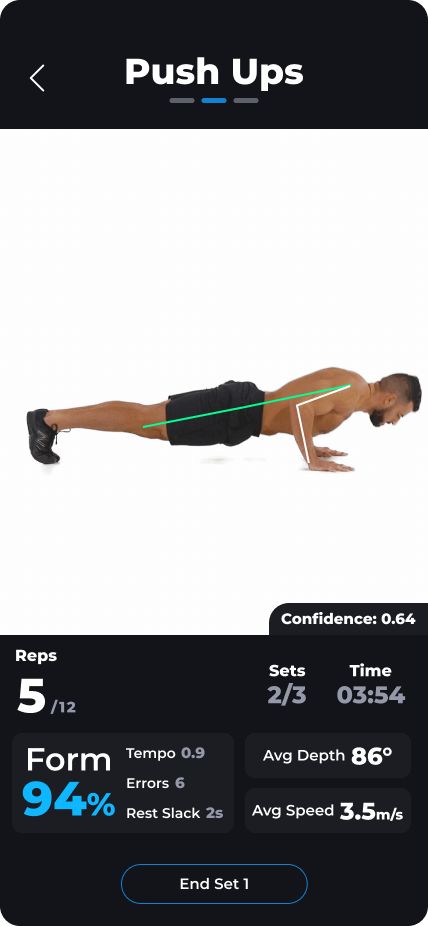 Push Ups
Confidence: 0.64
Reps
5 /12
Sets
2/3
Time
03:54
Form
94%
Tempo 0.9
Errors 6
Rest Slack 2s
Avg Depth 86º
Avg Speed 3.5m/s
End Set 1